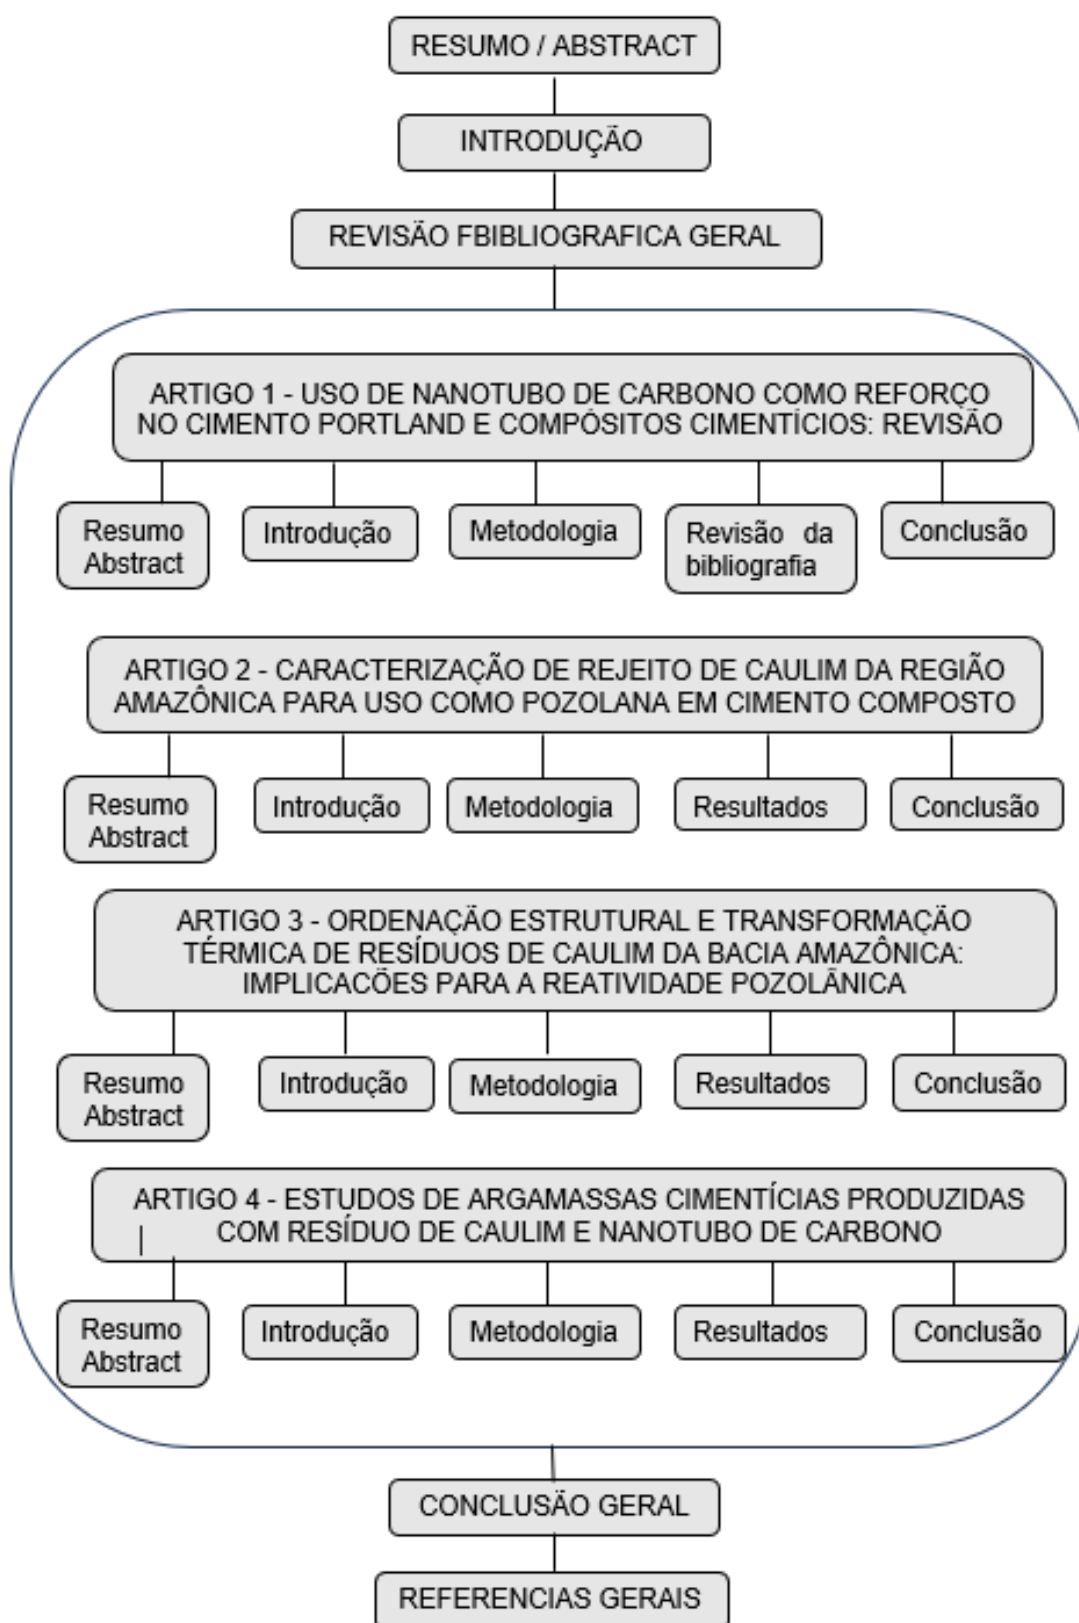 RESUMO / ABSTRACT
INTRODUÇÃO
REVISÃO FBIBLIOGRAFICA GERAL
ARTIGO 1 - USO DE NANOTUBO DE CARBONO COMO REFORÇO
NO CIMENTO PORTLAND E COMPÓSITOS CIMENTÍCIOS: REVISÃO
Resumo
Abstract
Introdução
Metodologia
Revisão da
bibliografia
Conclusão
ARTIGO 2 - CARACTERIZAÇÃO DE REJEITO DE CAULIM DA REGIÃO
AMAZÔNICA PARA USO COMO POZOLANA EM CIMENTO COMPOSTO
Resumo
Abstract
Introdução
Metodologia
Resultados
Conclusão
ARTIGO 3 - ORDENAÇÃO ESTRUTURAL E TRANSFORMAÇÃO
TÉRMICA DE RESÍDUOS DE CAULIM DA BACIA AMAZÔNICA:
IMPLICACÕES PARA A REATIVIDADE POZOLÂNICA
Resumo
Abstract
Introdução
Metodologia
Resultados
Conclusão
ARTIGO 4 - ESTUDOS DE ARGAMASSAS CIMENTÍCIAS PRODUZIDAS
COM RESÍDUO DE CAULIM E NANOTUBO DE CARBONO
Resumo
Abstract
Introdução
Metodologia
Resultados
Conclusão
CONCLUSÃO GERAL
REFERENCIAS GERAIS